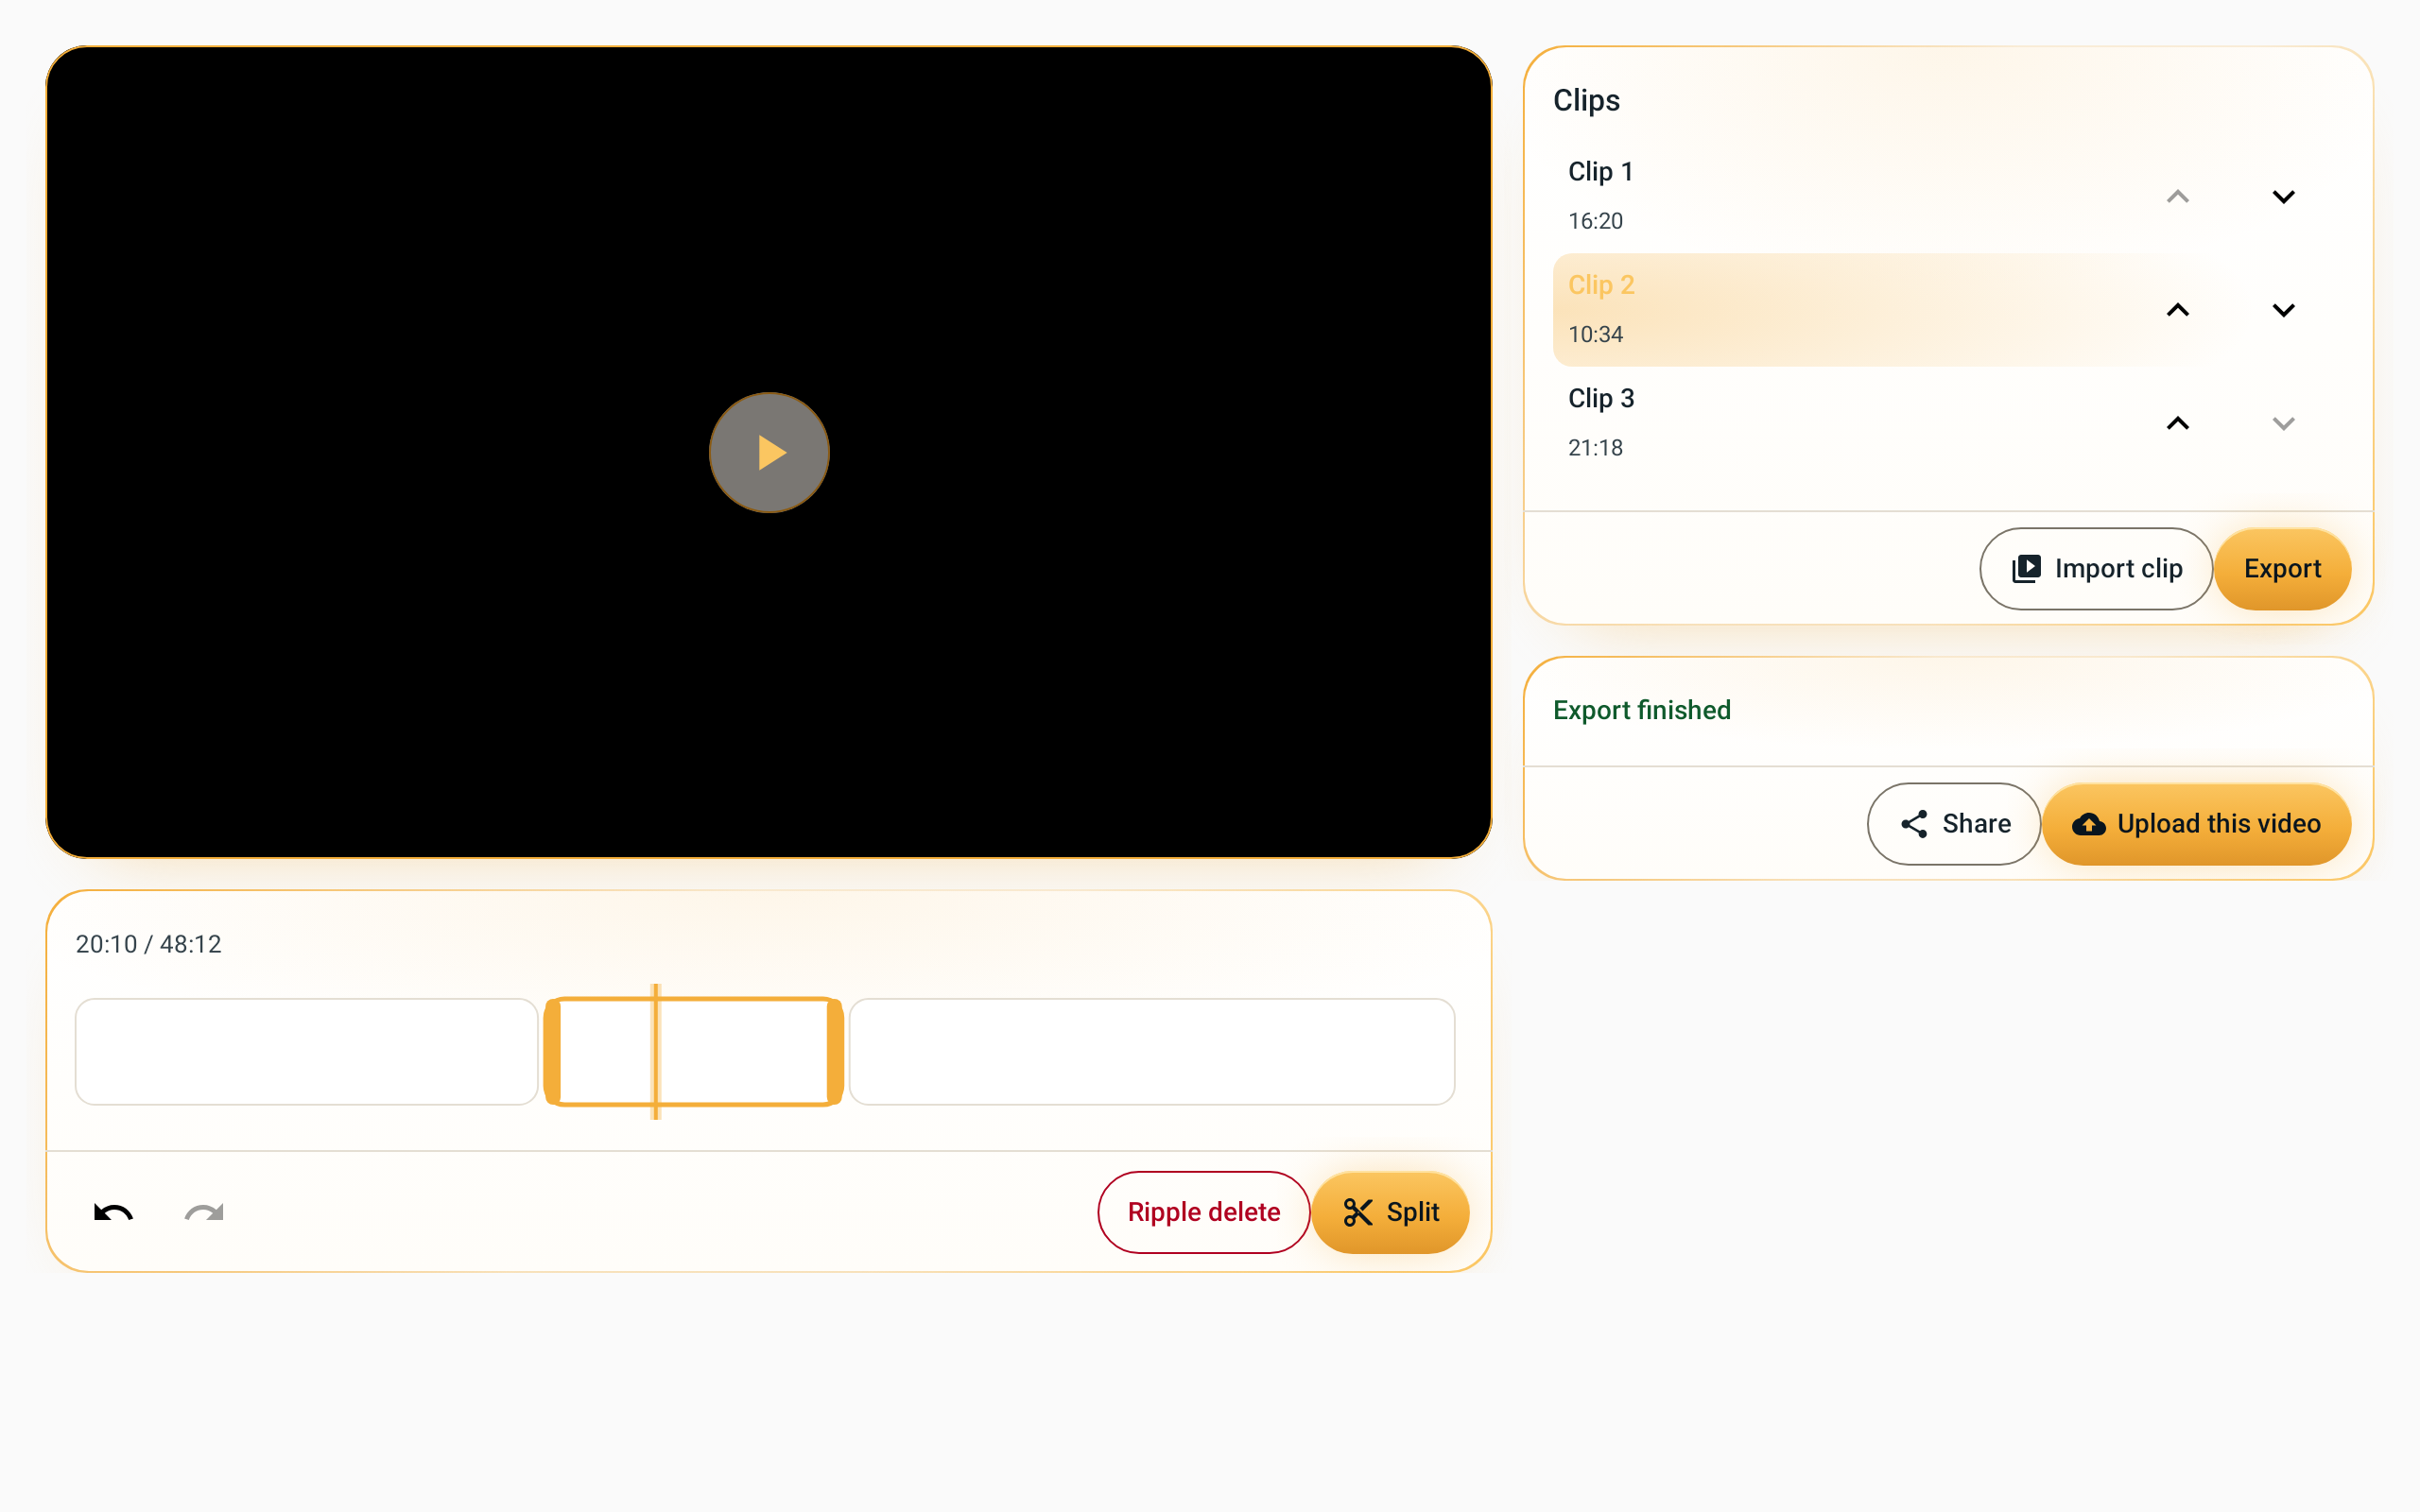 Clips
Clip 1
16:20
Clip 2
10:34
Clip 3
21:18
Import clip
Export
Export finished
Share
Upload this video
20:10 / 48:12
Ripple delete
Split